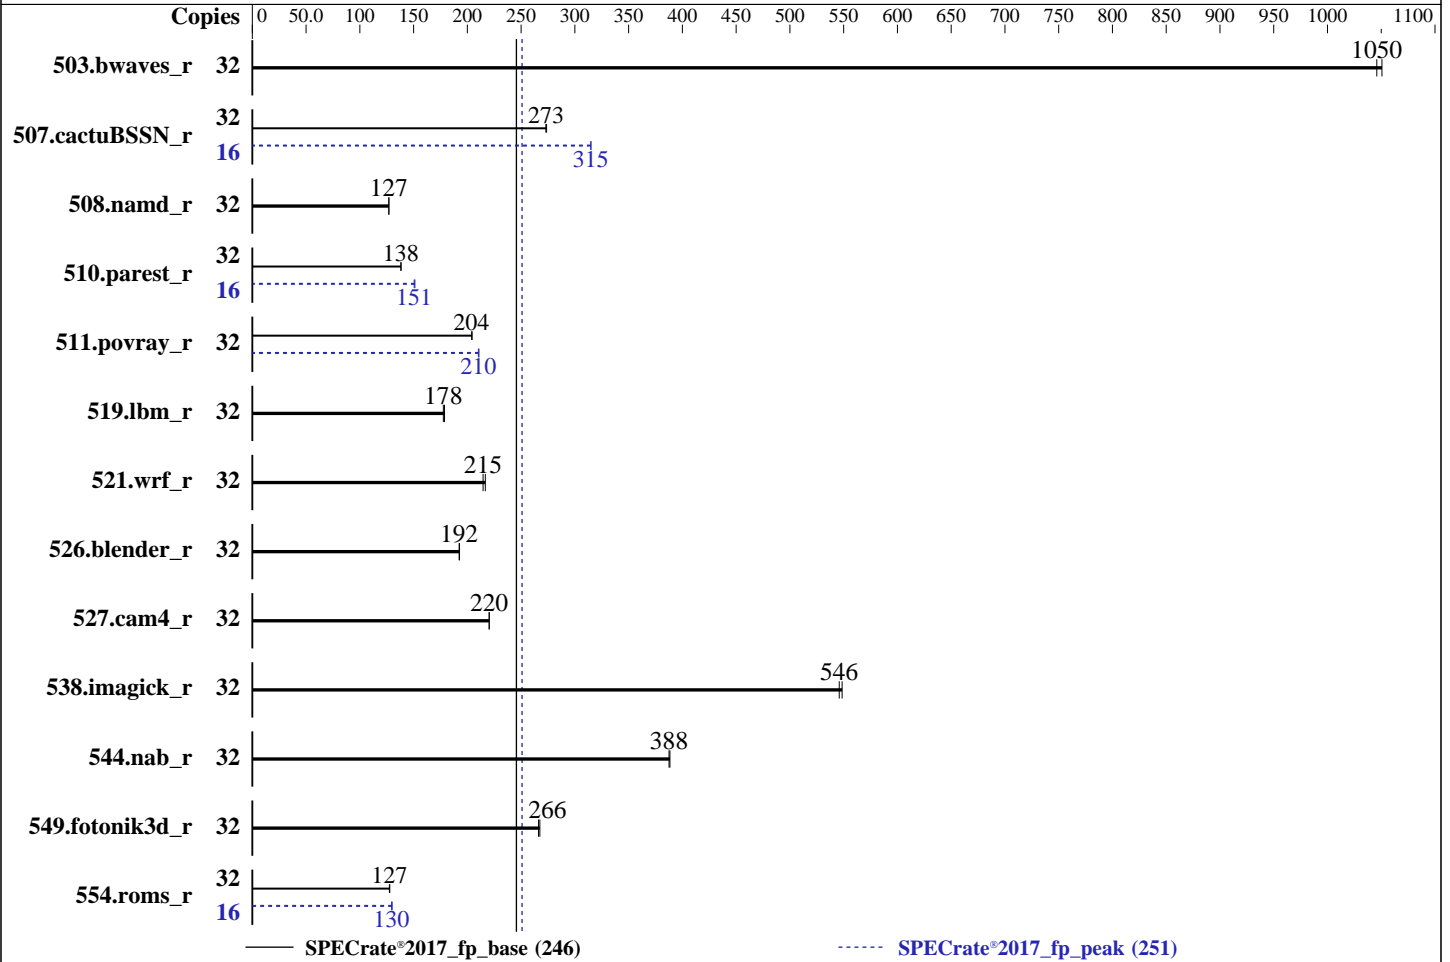 Copies 0 50.0 100 150 200 250 300 350 400 450 500 550 600 650 700 750 800 850 900 950 1000 1100
503.bwaves_r 32 1050
507.cactuBSSN_r 32 273
16 315
508.namd_r 32 127
510.parest_r 32 138
16 151
511.povray_r 32 204
210
519.lbm_r 32 178
521.wrf_r 32 215
526.blender_r 32 192
527.cam4_r 32 220
538.imagick_r 32 546
544.nab_r 32 388
549.fotonik3d_r 32 266
554.roms_r 32 127
16 130
SPECrate®2017_fp_base (246) SPECrate®2017_fp_peak (251)